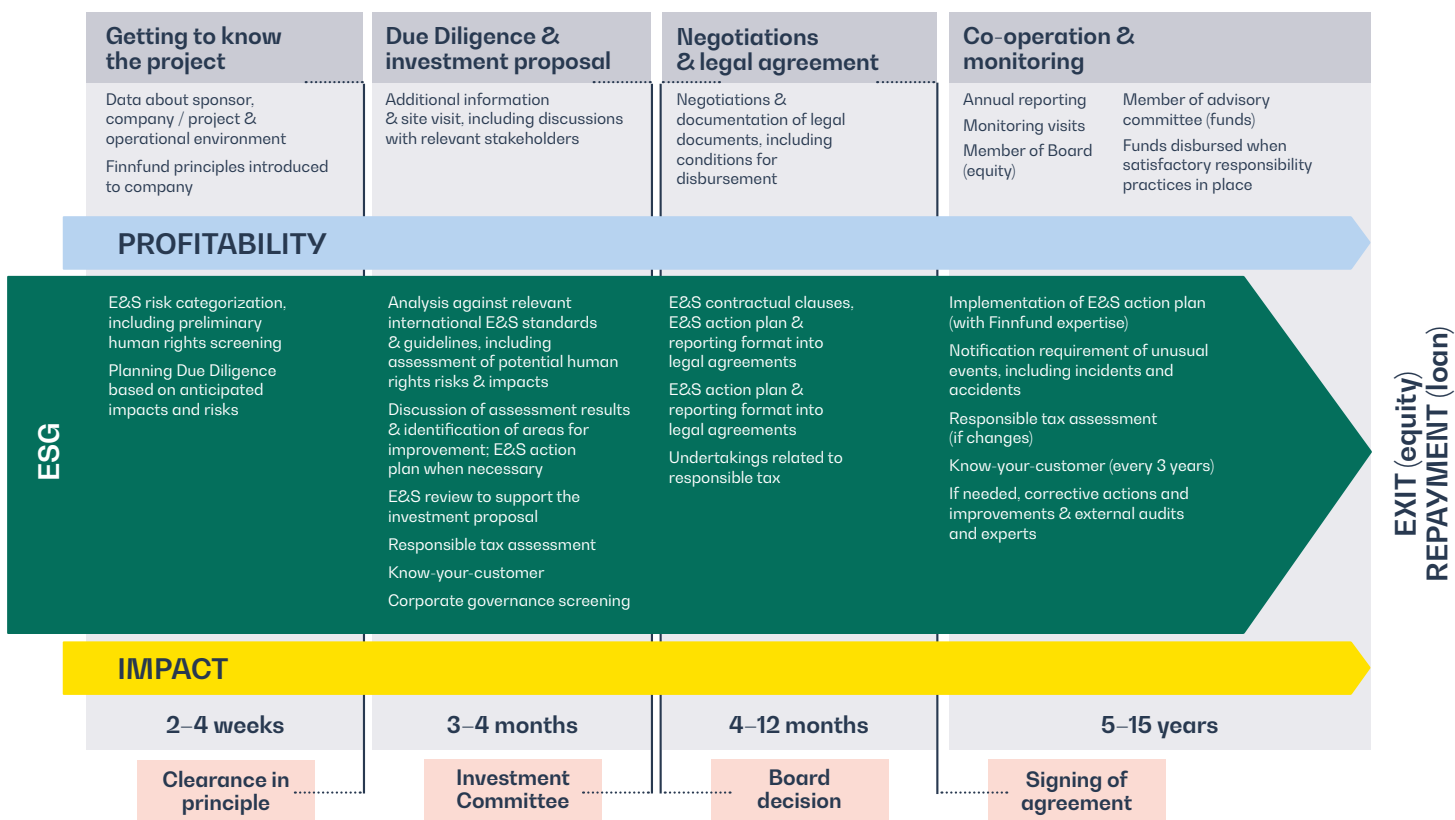 Getting to know
the project
Data about sponsor,
company / project &
operational environment
Finnfund principles introduced
to company
Due Diligence &
investment proposal
Additional information
& site visit, including discussions
with relevant stakeholders
Negotiations
& legal agreement
Negotiations &
documentation of legal
documents, including
conditions for
disbursement
Co-operation &
monitoring
Annual reporting
Monitoring visits
Member of Board
(equity)
Member of advisory
committee (funds)
Funds disbursed when
satisfactory responsibility
practices in place
PROFITABILITY
ESG
E&S risk categorization,
including preliminary
human rights screening
Planning Due Diligence
based on anticipated
impacts and risks
Analysis against relevant
international E&S standards
& guidelines, including
assessment of potential human
rights risks & impacts
Discussion of assessment results
& identification of areas for
improvement; E&S action
plan when necessary
E&S review to support the
investment proposal
Responsible tax assessment
Know-your-customer
Corporate governance screening
E&S contractual clauses,
E&S action plan &
reporting format into
legal agreements
E&S action plan &
reporting format into
legal agreements
Undertakings related to
responsible tax
Implementation of E&S action plan
(with Finnfund expertise)
Notification requirement of unusual
events, including incidents and
accidents
Responsible tax assessment
(if changes)
Know-your-customer (every 3 years)
If needed, corrective actions and
improvements & external audits
and experts
EXIT (equity)
REPAYMENT (loan)
IMPACT
2–4 weeks
3–4 months
4–12 months
5–15 years
Clearance in
principle
Investment
Committee
Board
decision
Signing of
agreement